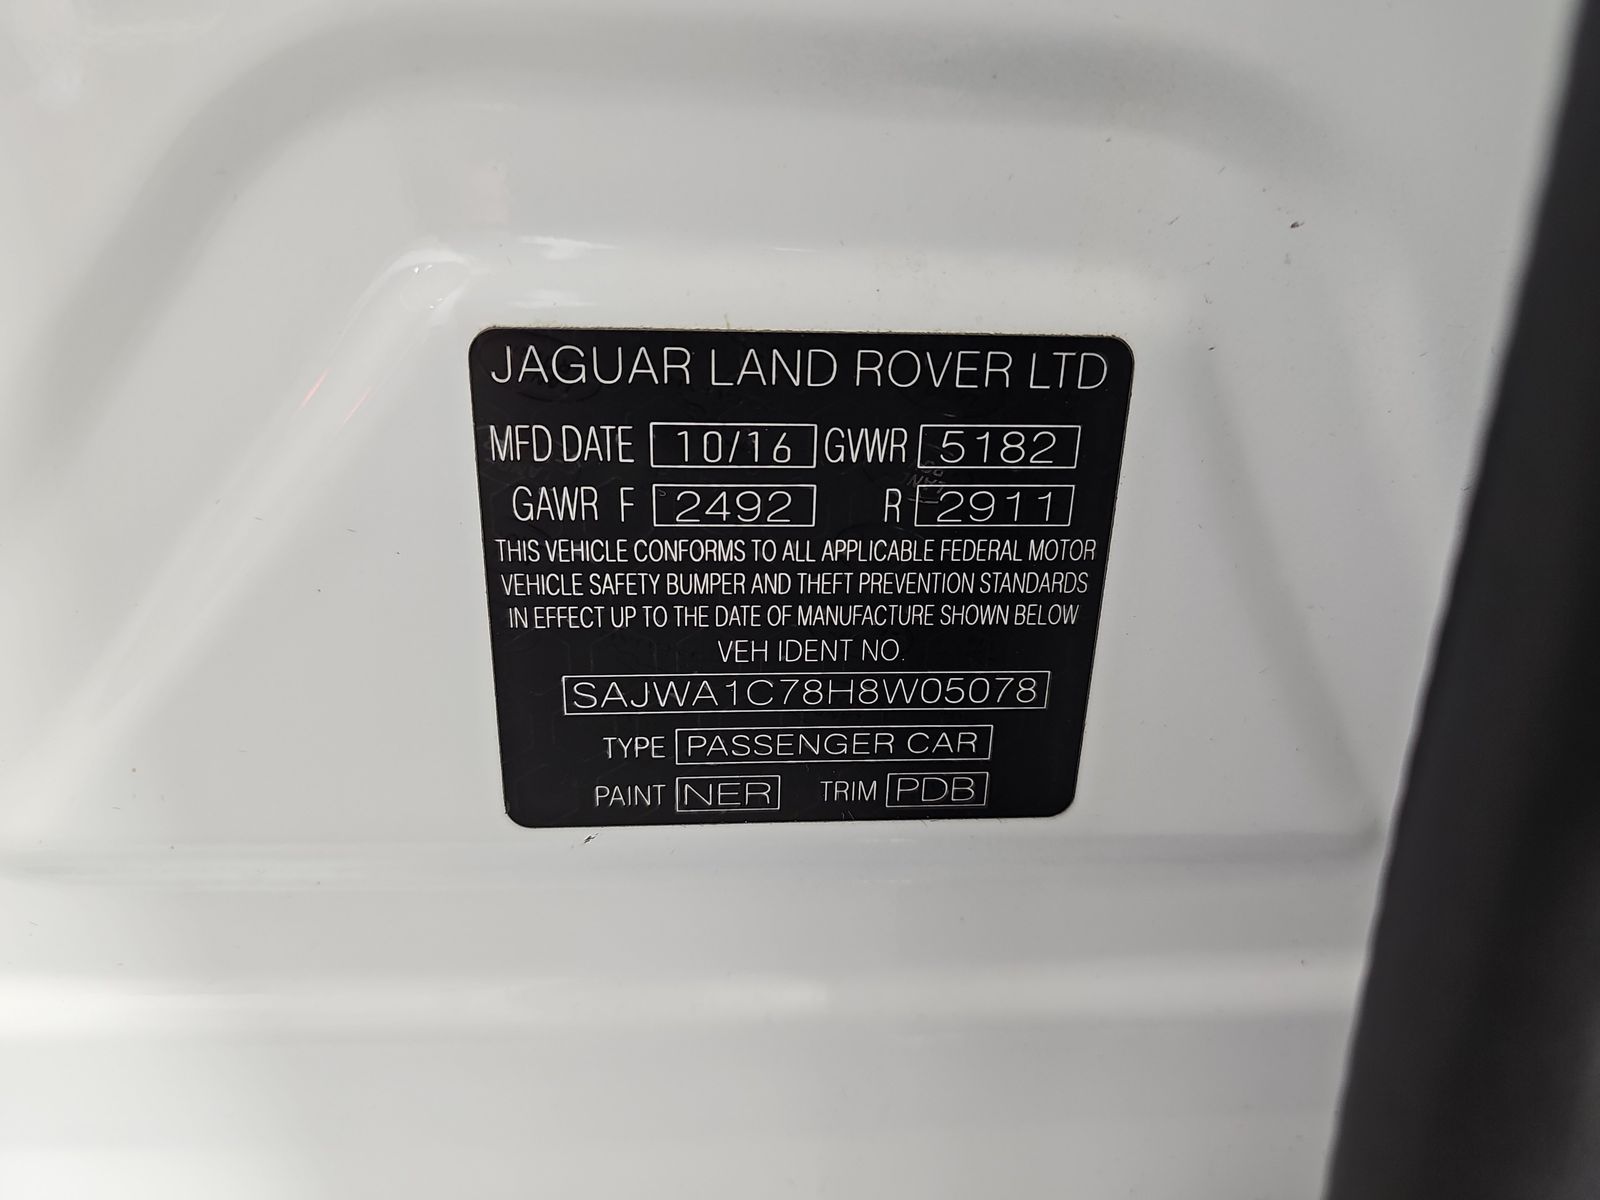 JAGUAR LAND ROVER LTD
MFD DATE 10/16 GVWR 5182
GAWR F 2492 R 2911
THIS VEHICLE CONFORMS TO ALL APPLICABLE FEDERAL MOTOR
VEHICLE SAFETY BUMPER AND THEFT PREVENTION STANDARDS
IN EFFECT UP TO THE DATE OF MANUFACTURE SHOWN BELOW
VEH IDENT NO.
SAJWA1C78H8W05078
TYPE PASSENGER CAR
PAINT NER TRIM PDB